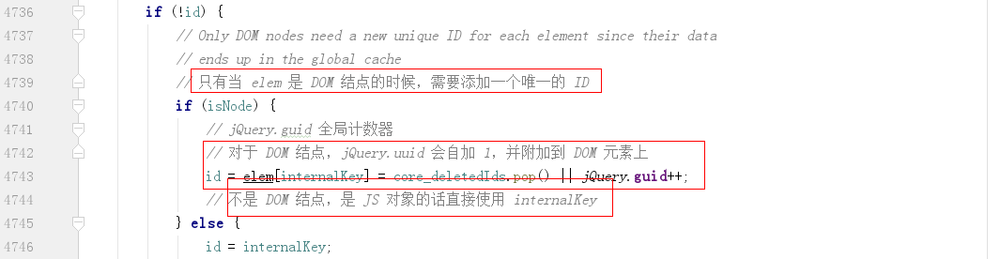 4736 if (!id) {
4737 // Only DOM nodes need a new unique ID for each element since their data
4738 // ends up in the global cache
4739 // 只有当 elem 是 DOM 结点的时候，需要添加一个唯一的 ID
4740 if (isNode) {
4741 // jQuery.guid 全局计数器
4742 // 对于 DOM 结点，jQuery.uuid 会自加 1，并附加到 DOM 元素上
4743 id = elem[internalKey] = core_deletedIds.pop() || jQuery.guid++;
4744 // 不是 DOM 结点，是 JS 对象的话直接使用 internalKey
4745 } else {
4746 id = internalKey;